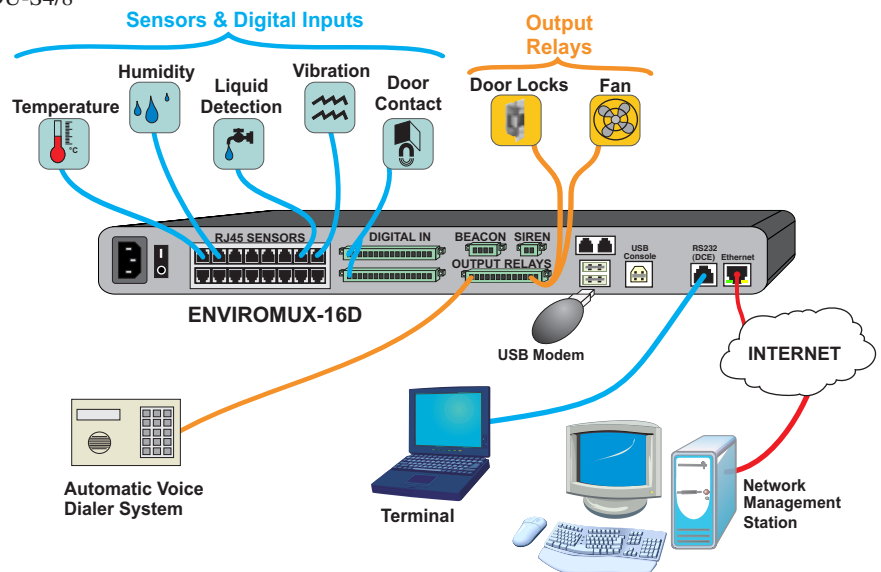 Sensors & Digital Inputs
Output
Relays
Temperature
Humidity
Liquid
Detection
Vibration
Door
Contact
Door Locks
Fan
°C
RJ45 SENSORS
DIGITAL IN
BEACON
SIREN
OUTPUT RELAYS
USB
Console
RS232
(DCE)
Ethernet
I
O
ENVIROMUX-16D
USB Modem
INTERNET
Automatic Voice
Dialer System
Terminal
Network
Management
Station